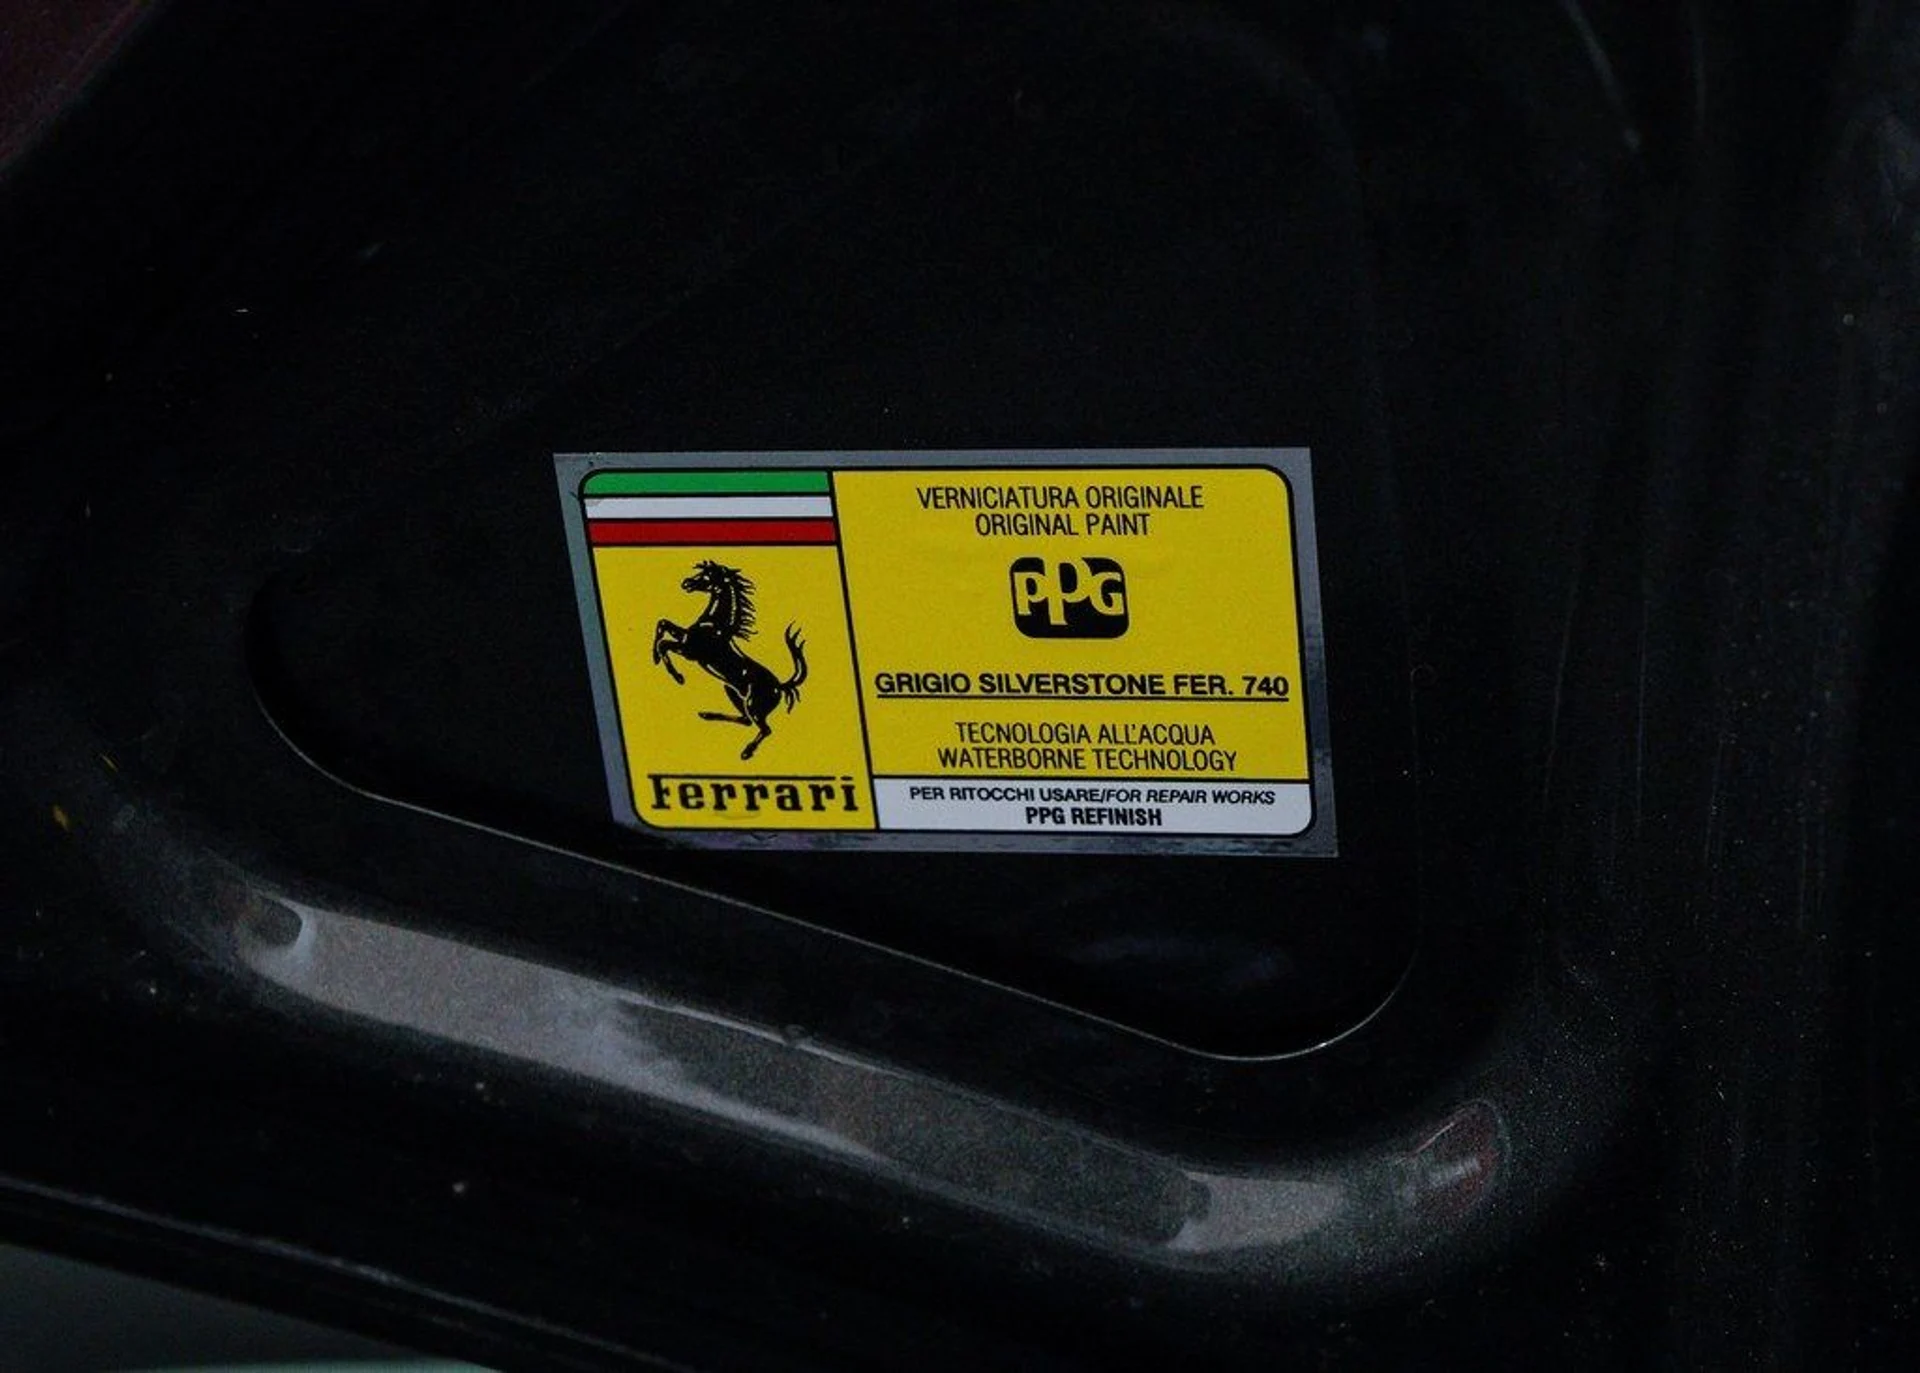 VERNICIATURA ORIGINALE
ORIGINAL PAINT
PPG
GRIGIO SILVERSTONE FER. 740
TECNOLOGIA ALL'ACQUA
WATERBORNE TECHNOLOGY
Ferrari
PER RITOCCHI USARE/FOR REPAIR WORKS
PPG REFINISH